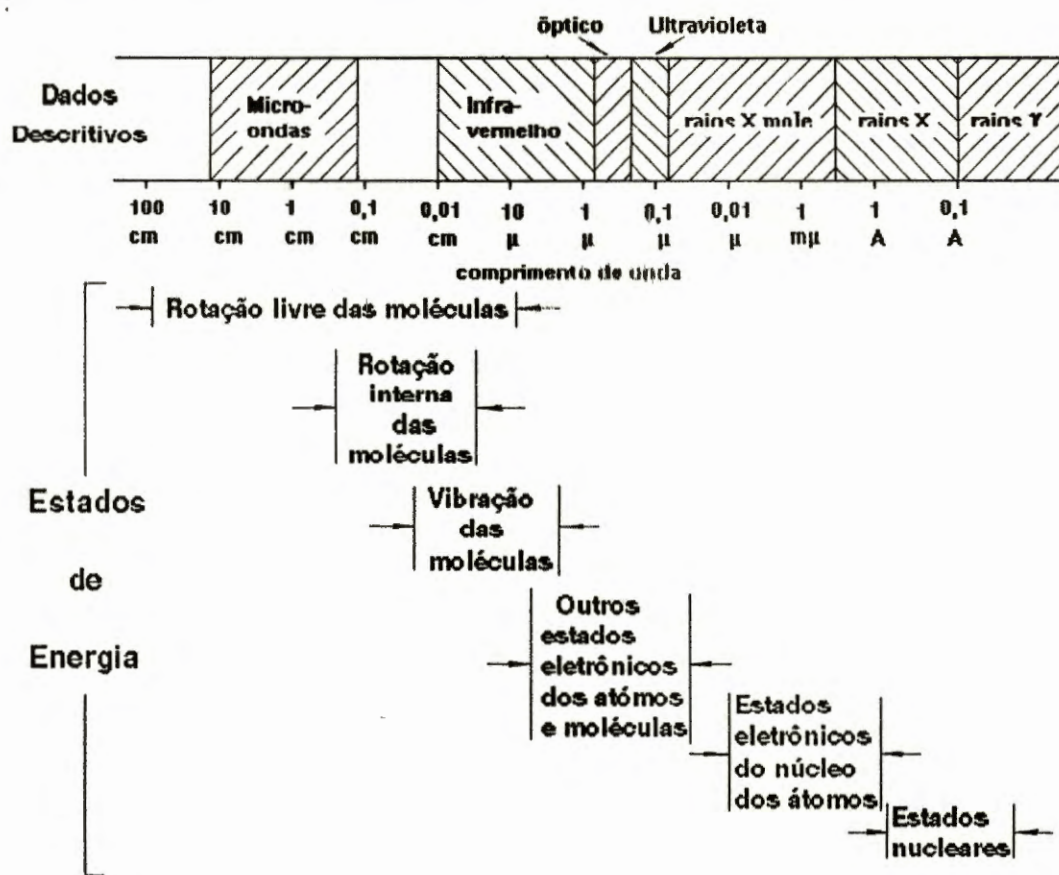 óptico Ultravioleta
Dados
Descritivos
Micro-
ondas
Infra-
vermelho
raios X mole
raios X
raios γ
100 10 1 0,1 0,01 10 1 0,1 0,01 1 1 0,1
cm cm cm cm cm μ μ μ μ mμ A A
comprimento de onda
Rotação livre das moléculas
Rotação
interna
das
moléculas
Estados
de
Energia
Vibração
das
moléculas
Outros
estados
eletrônicos
dos atómos
e moléculas
Estados
eletrônicos
do núcleo
dos átomos
Estados
nucleares